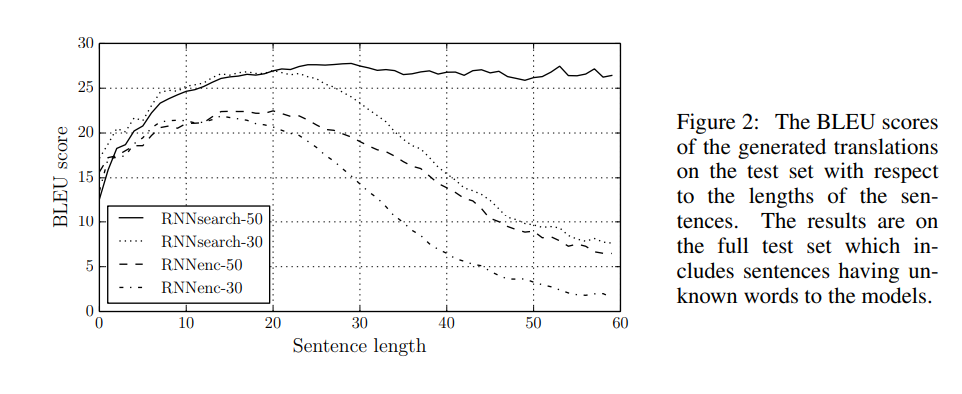 30
25
20
15
10
5
0
BLEU score
RNNsearch-50
RNNsearch-30
RNNenc-50
RNNenc-30
0 10 20 30 40 50 60
Sentence length
Figure 2: The BLEU scores
of the generated translations
on the test set with respect
to the lengths of the sen-
tences. The results are on
the full test set which in-
cludes sentences having un-
known words to the models.